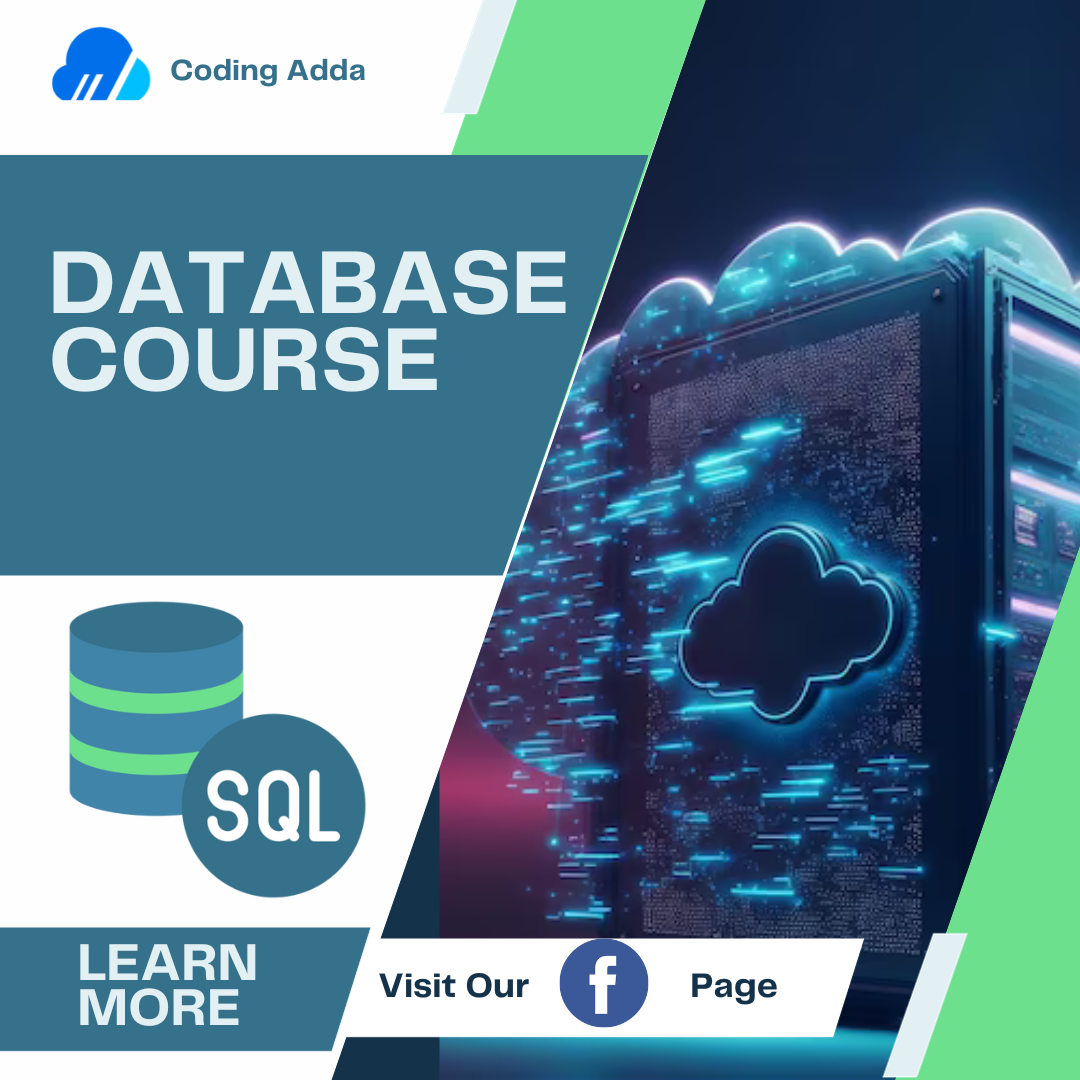 Coding Adda
DATABASE
COURSE
SQL
LEARN
MORE
Visit Our f Page